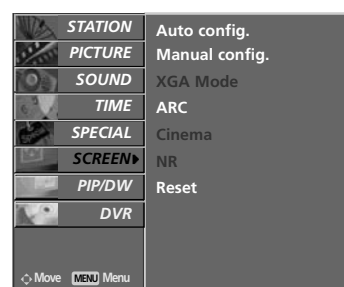 STATION
PICTURE
SOUND
TIME
SPECIAL
SCREEN
PIP/DW
DVR
Move MENU Menu
Auto config.
Manual config.
XGA Mode
ARC
Cinema
NR
Reset